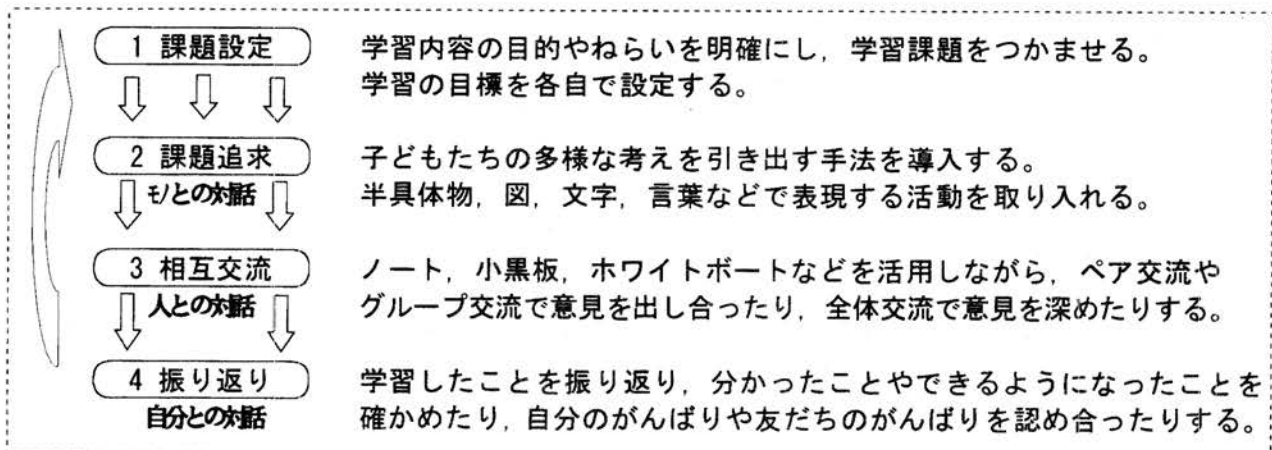 1 課題設定
学習内容の目的やねらいを明確にし，学習課題をつかませる。
学習の目標を各自で設定する。
2 課題追求
モノとの対話
子どもたちの多様な考えを引き出す手法を導入する。
半具体物，図，文字，言葉などで表現する活動を取り入れる。
3 相互交流
人との対話
ノート，小黒板，ホワイトボートなどを活用しながら，ペア交流や
グループ交流で意見を出し合ったり，全体交流で意見を深めたりする。
4 振り返り
自分との対話
学習したことを振り返り，分かったことやできるようになったことを
確かめたり，自分のがんばりや友だちのがんばりを認め合ったりする。